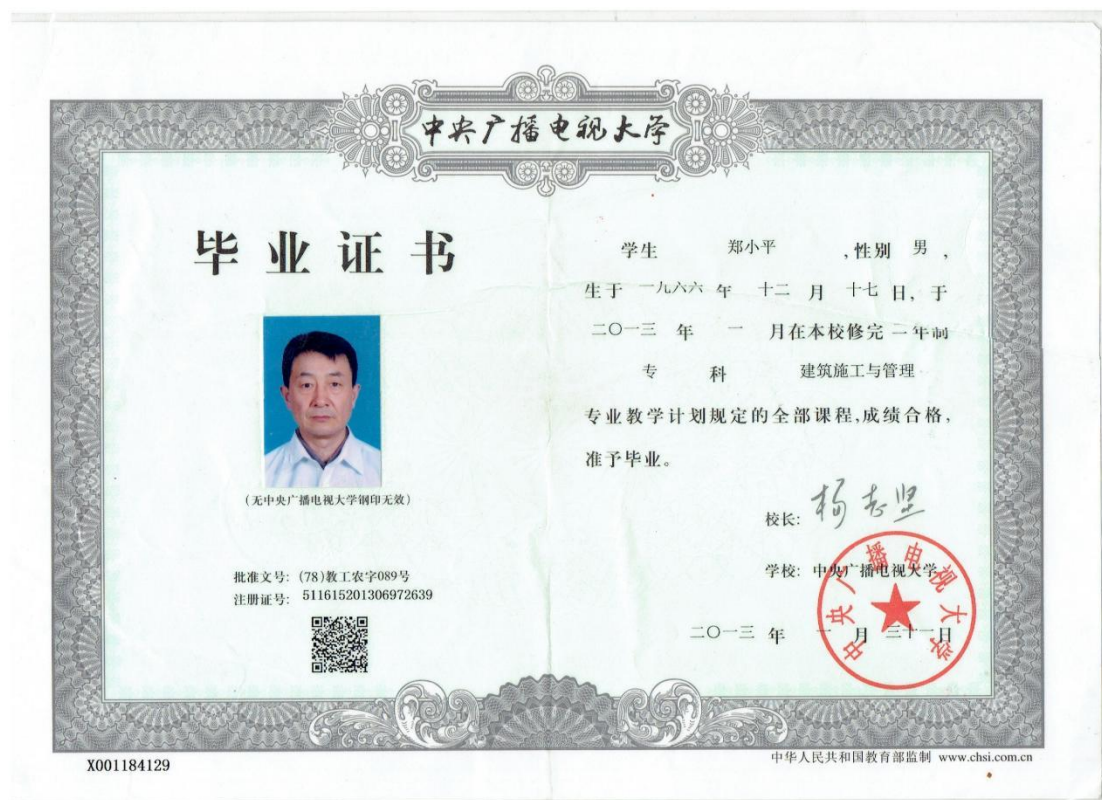 中央广播电视大学
毕业证书
(无中央广播电视大学钢印无效)
批准文号：(78)教工农字089号
注册证号：511615201306972639
X001184129
学生 郑小平 ,性别 男 ,
生于 一九六六 年 十二 月 十七 日, 于
二〇一三 年 一 月在本校修完 二年制
专 科 建筑施工与管理
专业教学计划规定的全部课程,成绩合格,
准予毕业。
校长: 杨志坚
学校: 中央广播电视大学
中央广播电视大学
二〇一三 年 一 月 三十一日
中华人民共和国教育部监制 www.chsi.com.cn